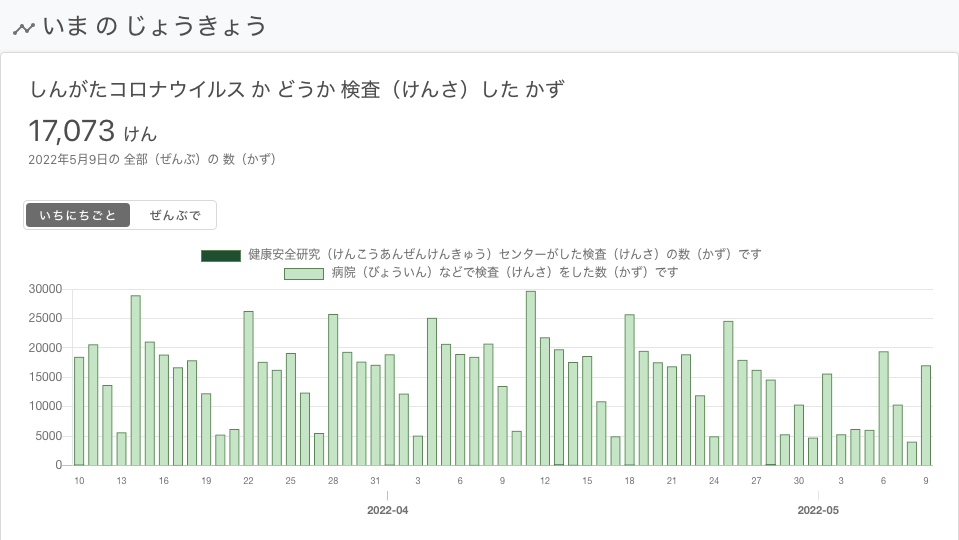 いま の じょうきょう
しんがたコロナウイルス か どうか 検査（けんさ）した かず
17,073 けん
2022年5月9日の 全部（ぜんぶ）の 数（かず）
いちにちごと ぜんぶで
健康安全研究（けんこうあんぜんけんきゅう）センターがした検査（けんさ）の数（かず）です
病院（びょういん）などで検査（けんさ）をした数（かず）です
30000
25000
20000
15000
10000
5000
0
10 13 16 19 22 25 28 31 3 6 9 12 15 18 21 24 27 30 3 6 9
2022-04 2022-05